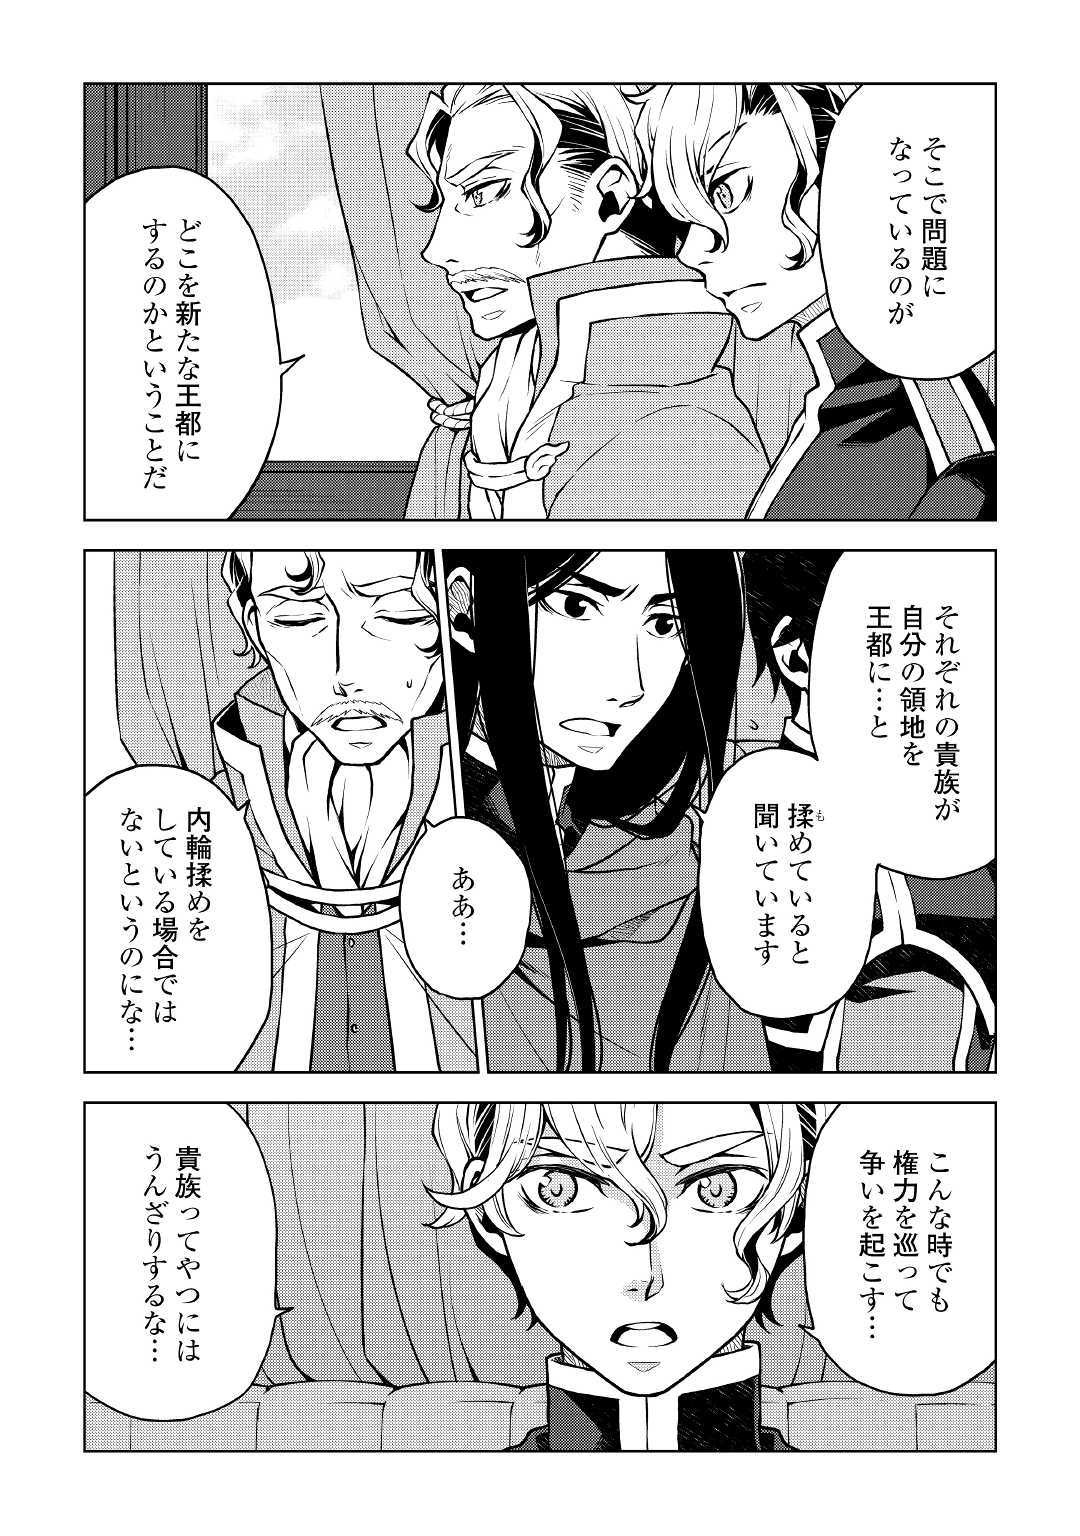 そこで問題に
なっているのが
どこを新たな王都に
するのかということだ
それぞれの貴族が
自分の領地を
王都に…と
揉めていると
も
聞いています
ああ…
内輪揉めを
している場合では
ないというのにな…
こんな時でも
権力を巡って
争いを起こす…
貴族ってやつには
うんざりするな…